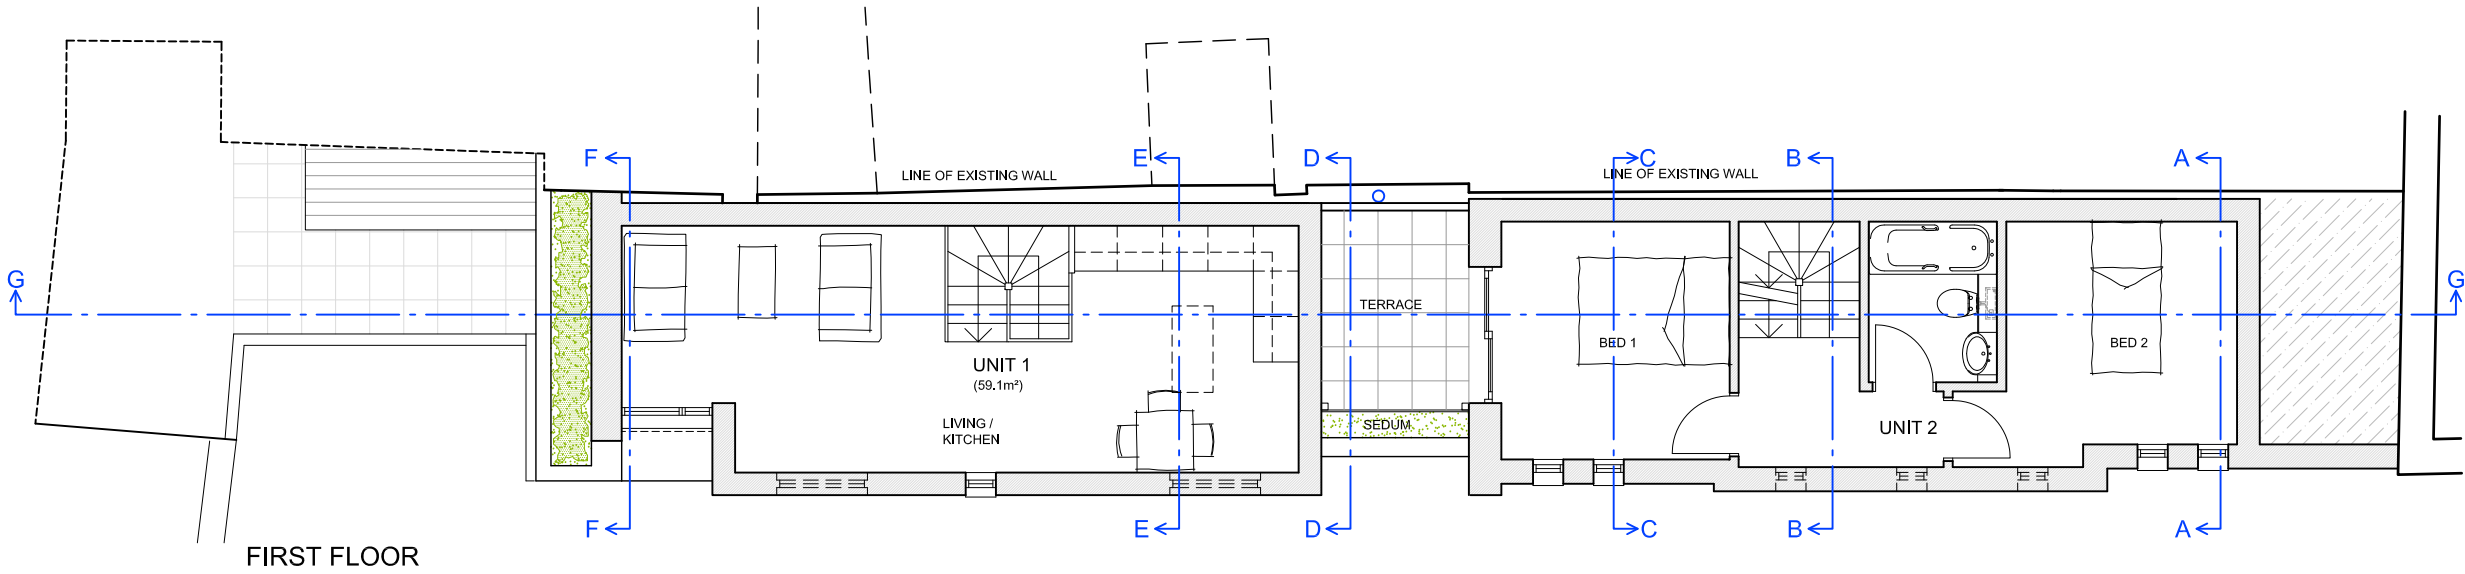 F
E
D
C
B
A
LINE OF EXISTING WALL
LINE OF EXISTING WALL
G
G
TERRACE
BED 1
BED 2
UNIT 1
(59.1m²)
LIVING /
KITCHEN
SEDUM
UNIT 2
F
E
D
C
B
A
FIRST FLOOR